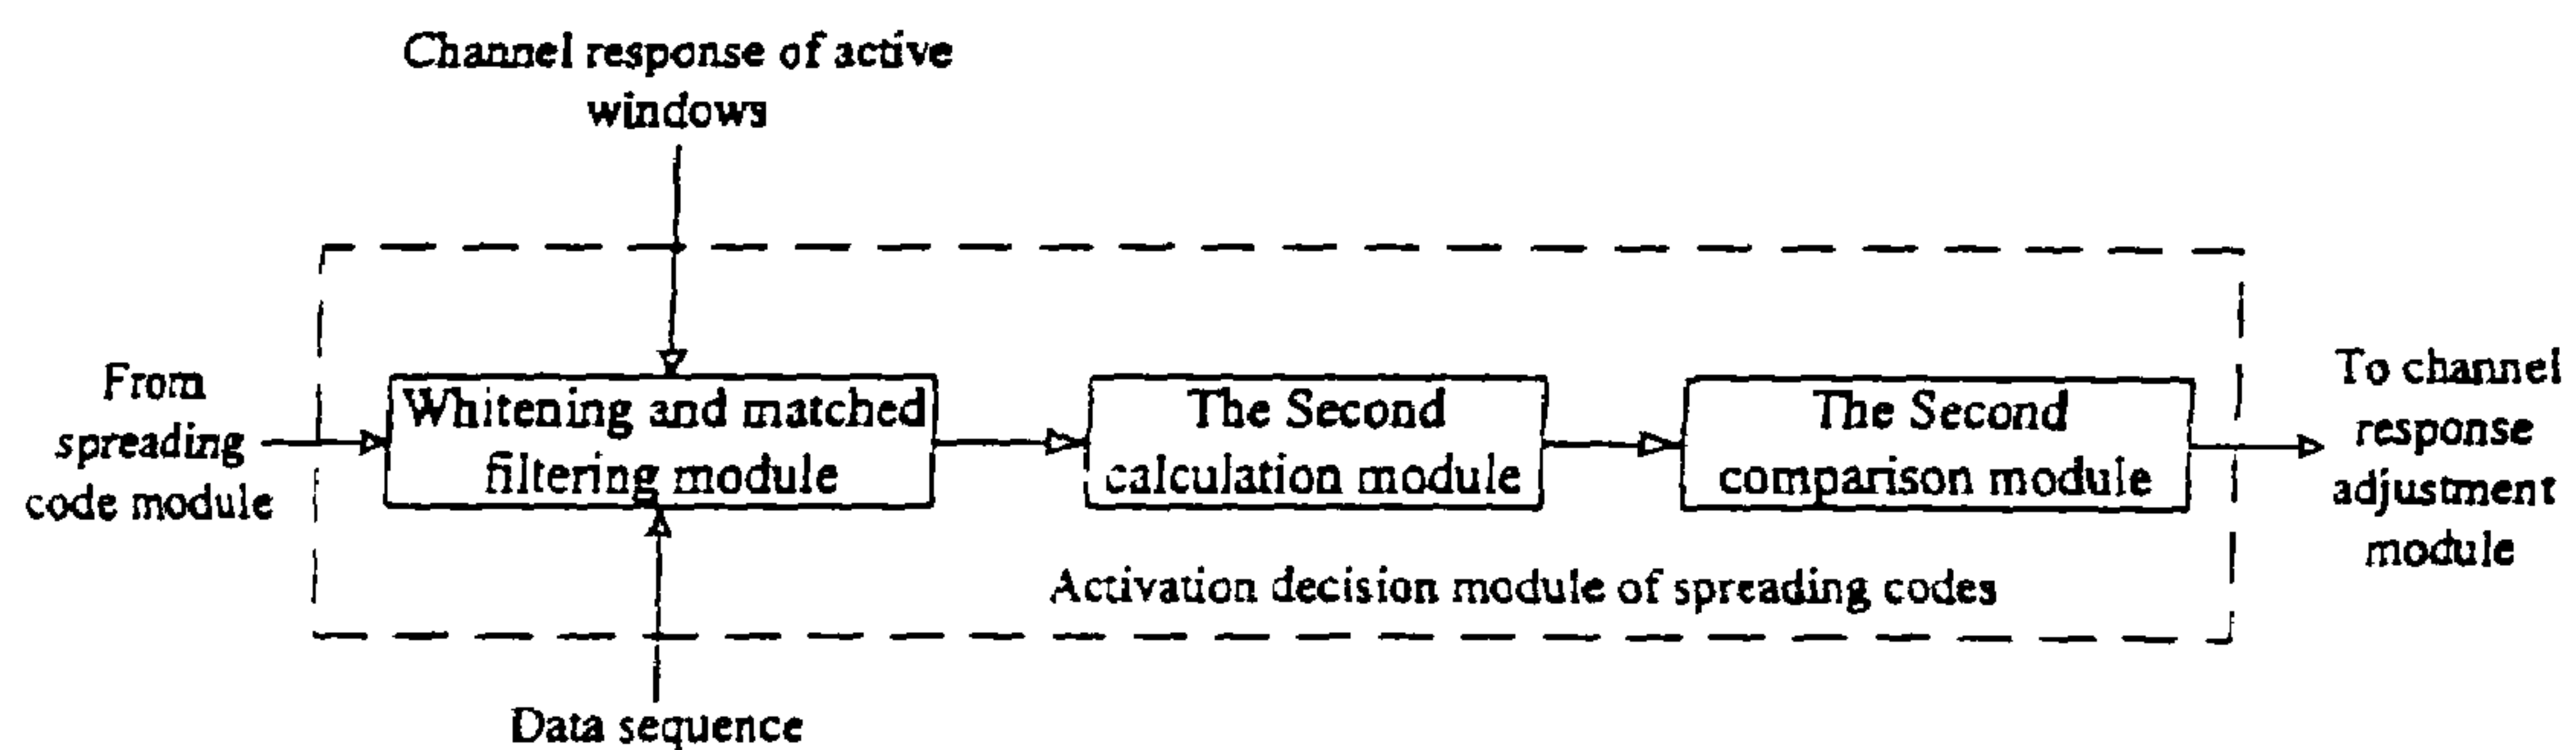 Channel response of active
windows
From
spreading
code module
Whitening and matched
filtering module
The Second
calculation module
The Second
comparison module
To channel
response
adjustment
module
Activation decision module of spreading codes
Data sequence